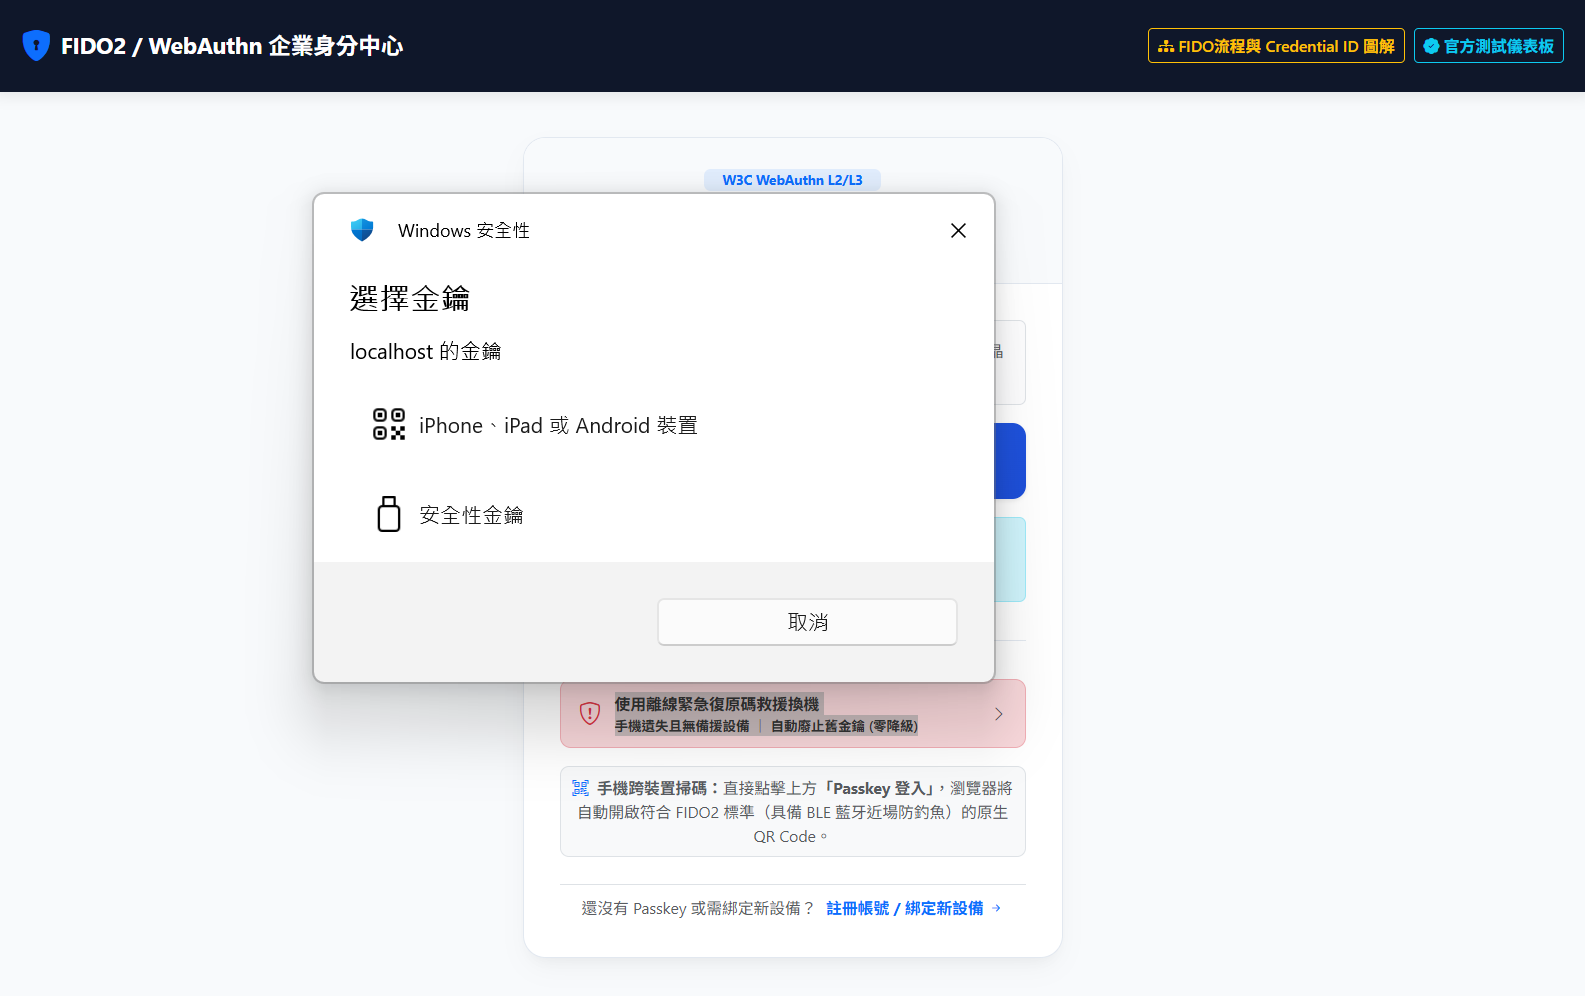 FIDO2 / WebAuthn 企業身分中心
FIDO流程與 Credential ID 圖解
官方測試儀表板
W3C WebAuthn L2/L3
Windows 安全性
選擇金鑰
localhost 的金鑰
iPhone、iPad 或 Android 裝置
安全性金鑰
取消
使用離線緊急復原碼救援換機
手機遺失且無備援設備 | 自動廢止舊金鑰 (零降級)
手機跨裝置掃碼：直接點擊上方「Passkey 登入」，瀏覽器將
自動開啟符合 FIDO2 標準（具備 BLE 藍牙近場防釣魚）的原生
QR Code。
還沒有 Passkey 或需綁定新設備？ 註冊帳號 / 綁定新設備 →